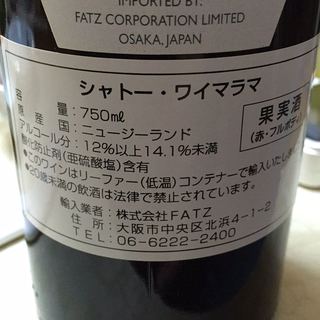 IMPORTED BY:
FATZ CORPORATION LIMITED
OSAKA, JAPAN
シャトー・ワイマラマ
容量:750mℓ
原産国:ニュージーランド
アルコール分:12%以上14.1%未満
酸化防止剤(亜硫酸塩)含有
●このワインはリーファー(低温)コンテナーで輸入いたしま
●20歳未満の飲酒は法律で禁止されています。
輸入業者:株式会社FATZ
住所:大阪市中央区北浜4-1-2
TEL:06-6222-2400
果実酒
(赤・フルボディ